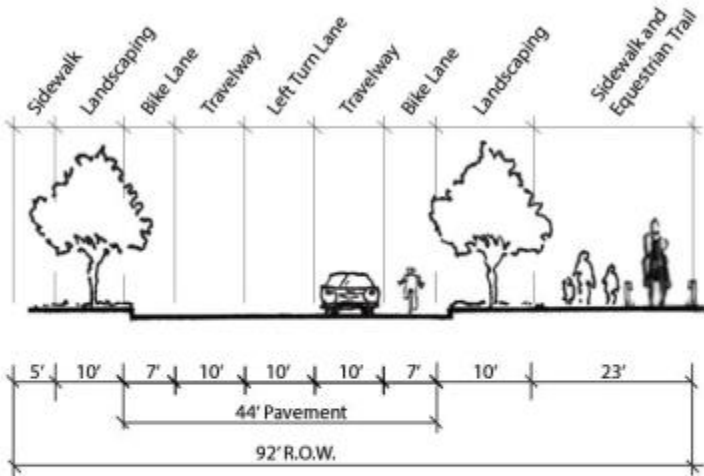 Sidewalk
Landscaping
Bike Lane
Travelway
Left Turn Lane
Travelway
Bike Lane
Landscaping
Sidewalk and
Equestrian Trail
5' 10' 7' 10' 10' 10' 7' 10' 23'
44' Pavement
92' R.O.W.